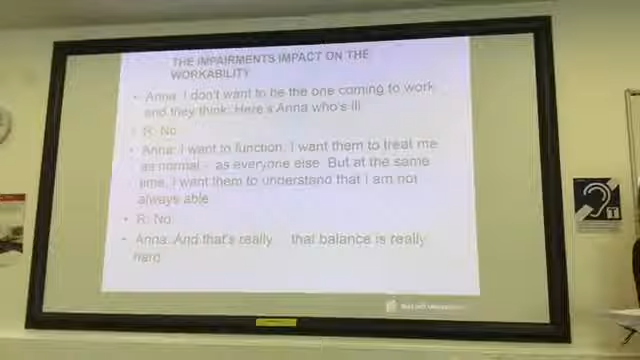 THE IMPAIRMENTS IMPACT ON THE
WORKABILITY
• Anna: I don't want to be the one coming to work
and they think: Here's Anna who's ill.
• R: No.
• Anna: I want to function. I want them to treat me
as normal - as everyone else. But at the same
time, I want them to understand that I am not
always able.
• R: No.
• Anna: And that's really... that balance is really
hard.
MALMÖ UNIVERSITY
T